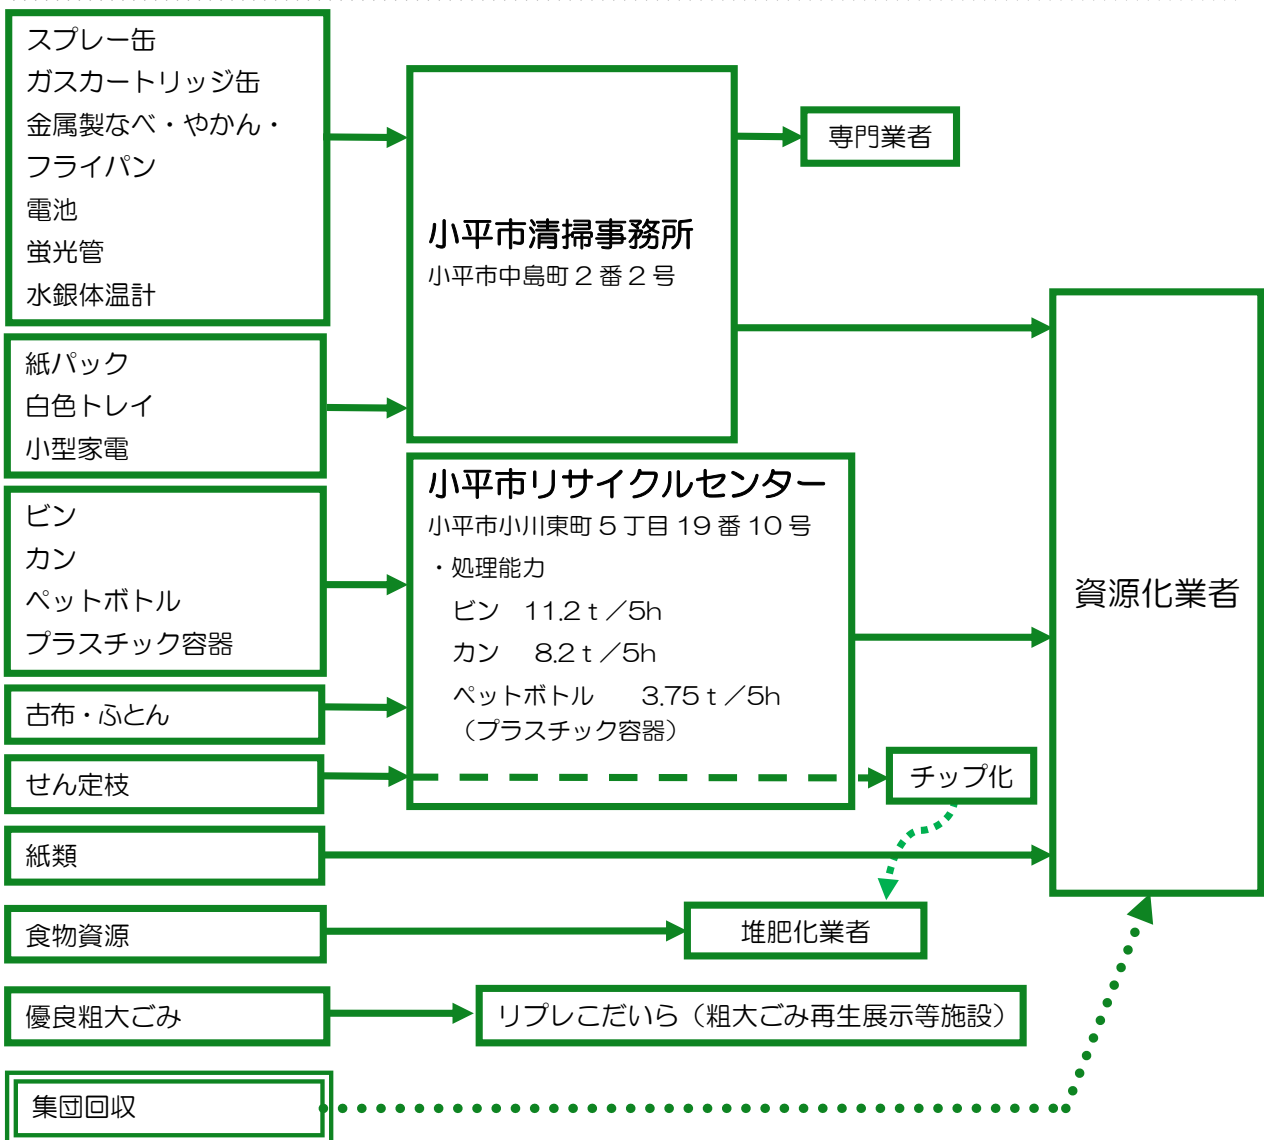 スプレー缶
ガスカートリッジ缶
金属製なべ・やかん・
フライパン
電池
蛍光管
水銀体温計
紙パック
白色トレイ
小型家電
ビン
カン
ペットボトル
プラスチック容器
古布・ふとん
せん定枝
紙類
食物資源
優良粗大ごみ
集団回収
小平市清掃事務所
小平市中島町2番2号
小平市リサイクルセンター
小平市小川東町5丁目19番10号
・処理能力
ビン 11.2t／5h
カン 8.2t／5h
ペットボトル 3.75t／5h
（プラスチック容器）
専門業者
チップ化
堆肥化業者
リプレこだいら（粗大ごみ再生展示等施設）
資源化業者